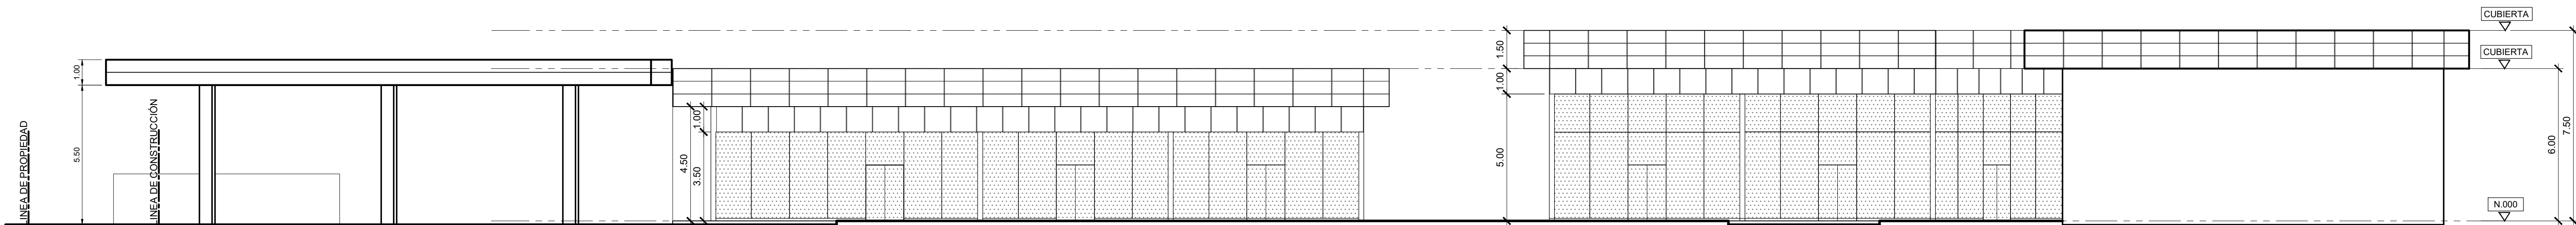 LINEA DE PROPIEDAD
1.00
5.50
LINEA DE CONSTRUCCIÓN
4.50
1.00
3.50
1.50
1.00
5.00
CUBIERTA
CUBIERTA
N.000
6.00
7.50